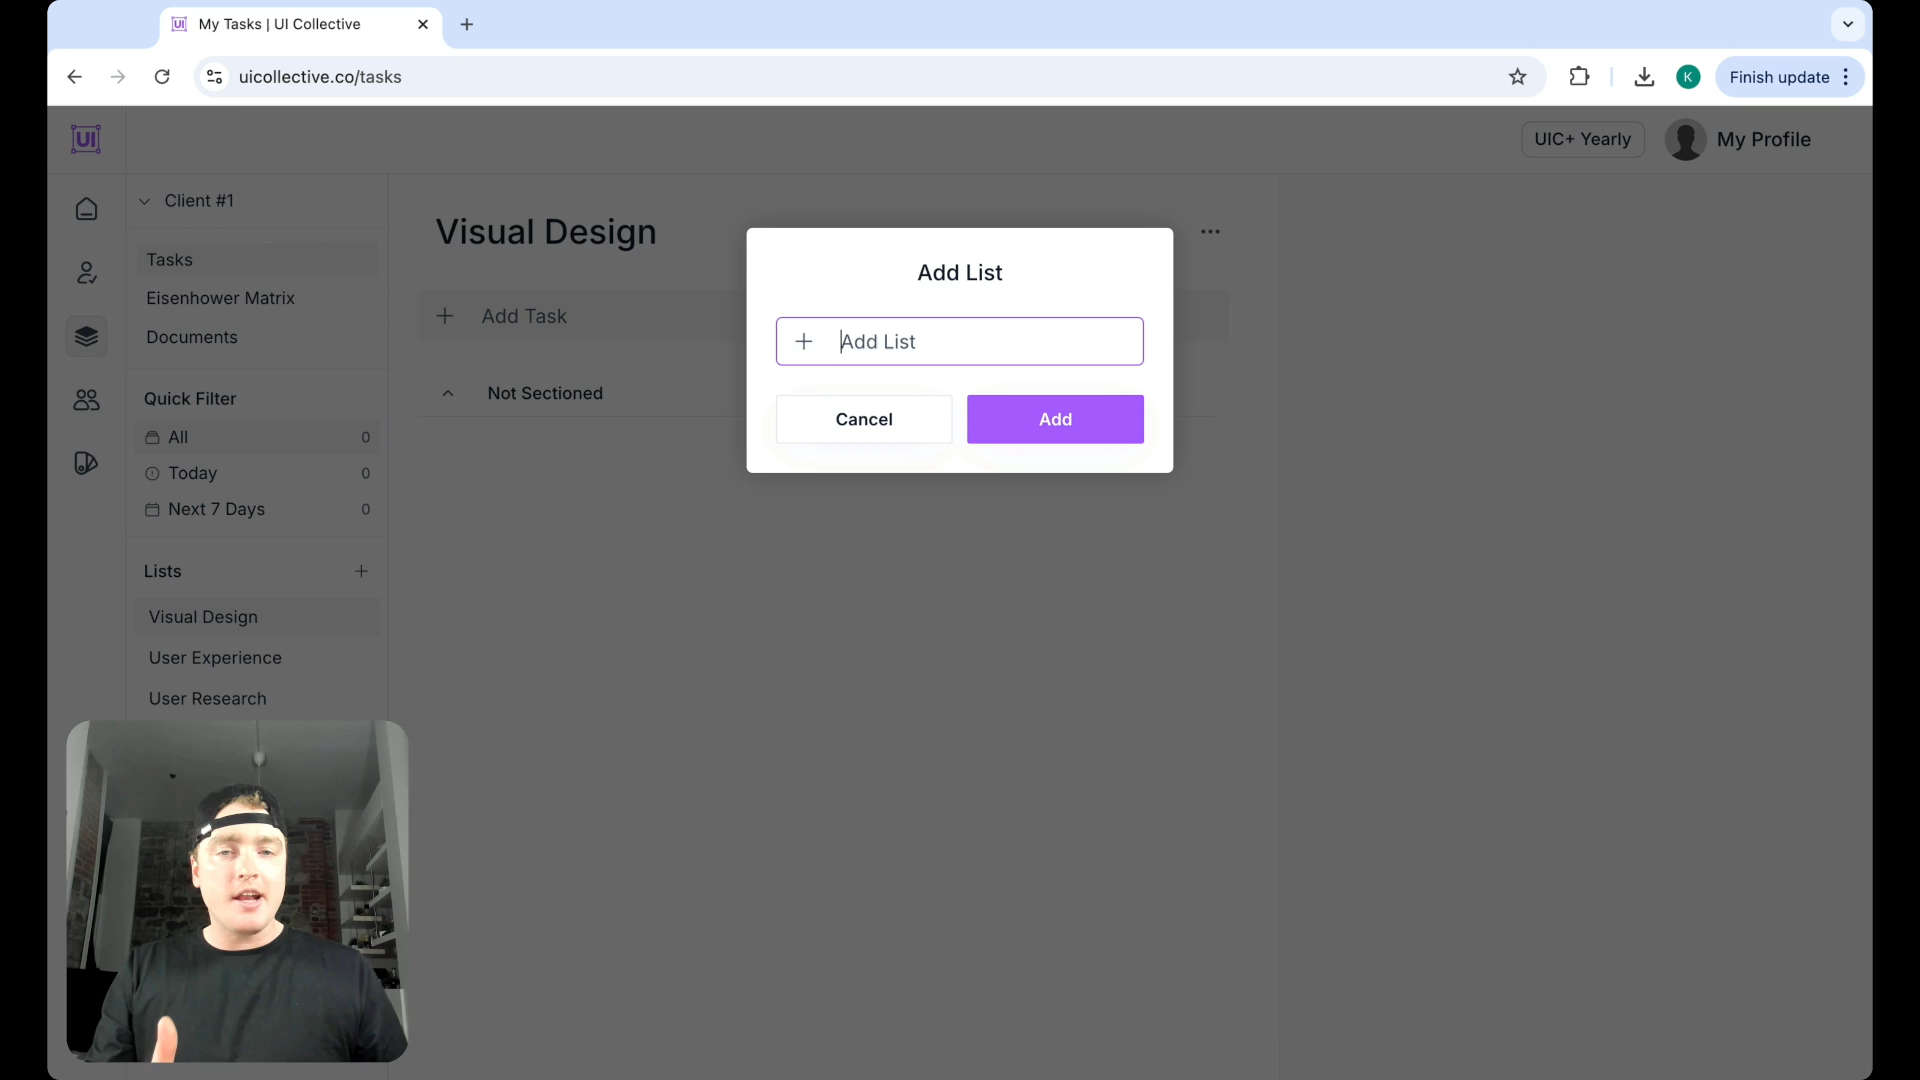 My Tasks | UI Collective
uicollective.co/tasks
K
Finish update
UI
UIC+ Yearly
My Profile
Client #1
Tasks
Eisenhower Matrix
Documents
Quick Filter
All 0
Today 0
Next 7 Days 0
Lists
Visual Design
User Experience
User Research
Visual Design
Add Task
Not Sectioned
Add List
Add List
Cancel
Add